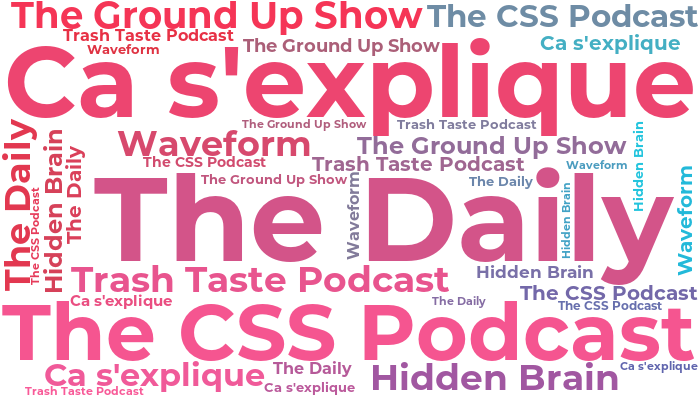 The Ground Up Show
The CSS Podcast
Trash Taste Podcast
Waveform
The Ground Up Show
Ca s'explique
Ca s'explique
The Ground Up Show
Trash Taste Podcast
The Daily
The CSS Podcast
Hidden Brain
The Daily
Waveform
The CSS Podcast
The Ground Up Show
Trash Taste Podcast
Waveform
The Ground Up Show
The Daily
Waveform
Hidden Brain
Hidden Brain
Waveform
The Daily
Trash Taste Podcast
Hidden Brain
The CSS Podcast
Ca s'explique
The Daily
The CSS Podcast
The CSS Podcast
Ca s'explique
The Daily
Hidden Brain
Ca s'explique
Trash Taste Podcast
Ca s'explique